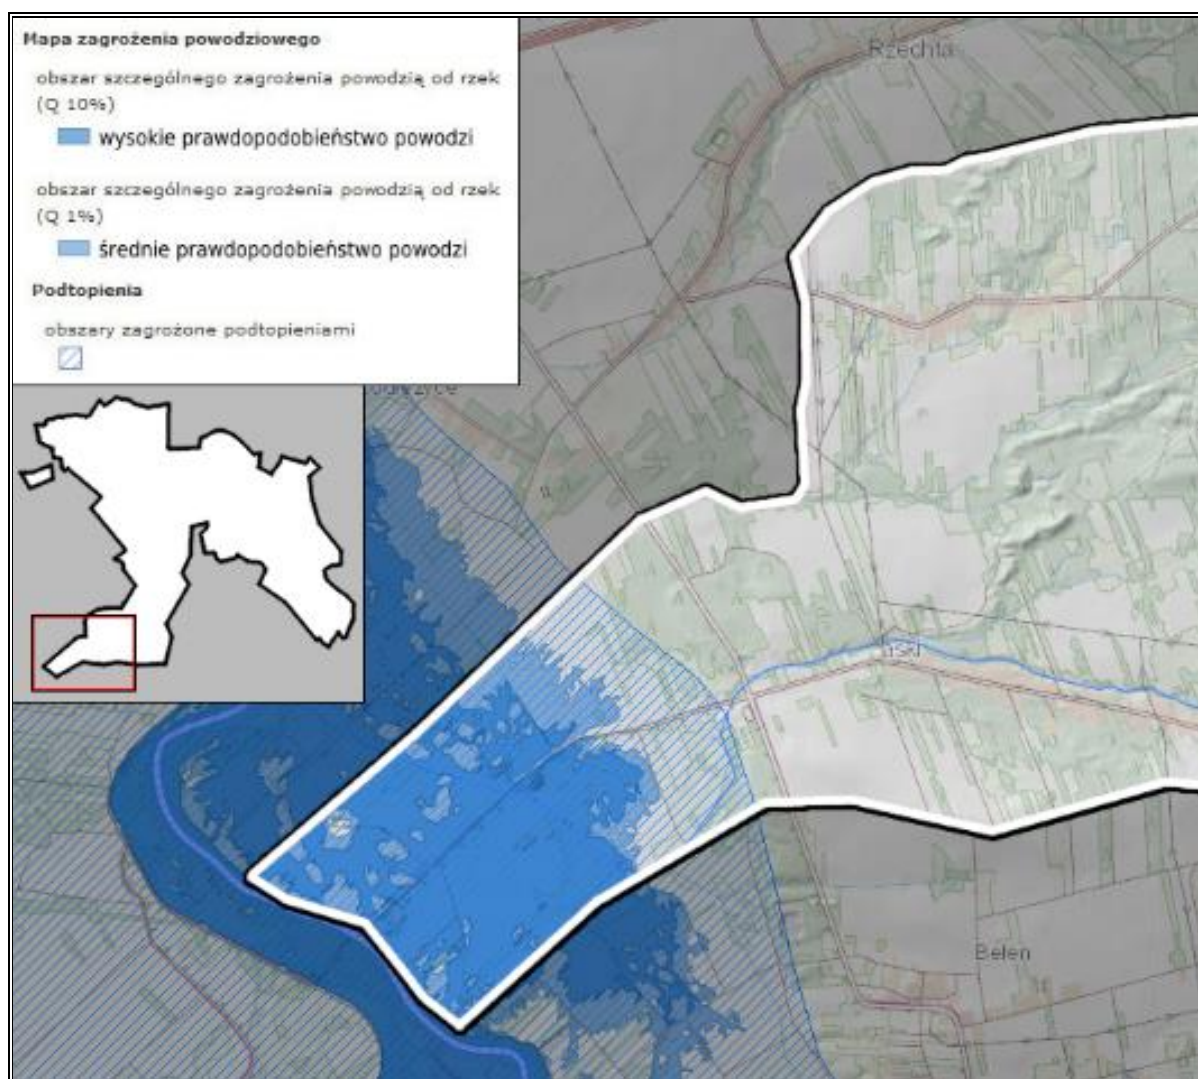 Mapa zagrożenia powodziowego
obszar szczególnego zagrożenia powodzią od rzek
(Q 10%)
wysokie prawdopodobieństwo powodzi
obszar szczególnego zagrożenia powodzią od rzek
(Q 1%)
średnie prawdopodobieństwo powodzi
Podtopienia
obszary zagrożone podtopieniami
Rzechta
Belen